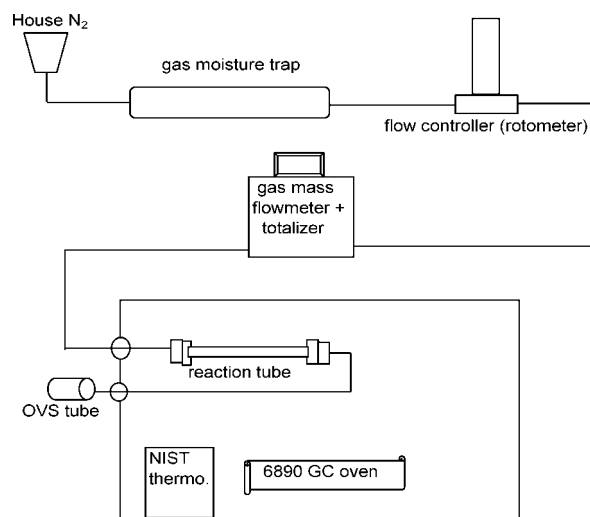 House N₂
gas moisture trap
flow controller (rotometer)
gas mass
flowmeter +
totalizer
reaction tube
OVS tube
NIST
thermo.
6890 GC oven